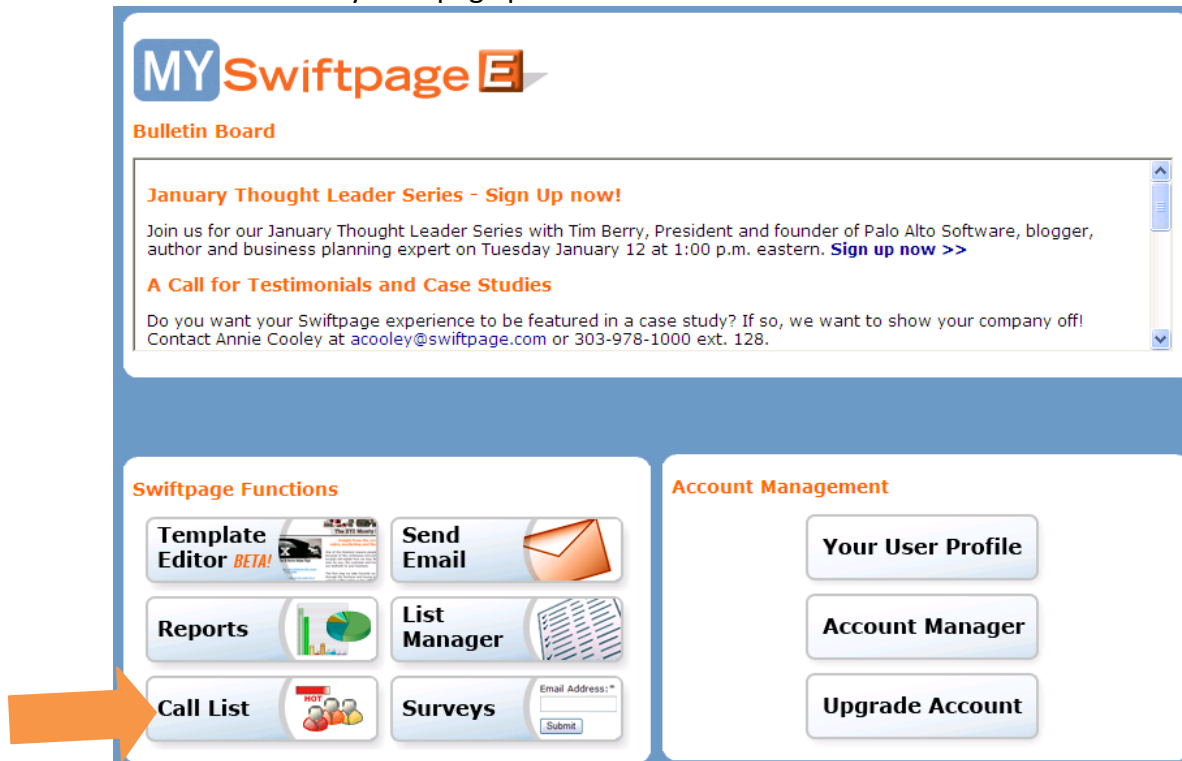 MY Swiftpage E
Bulletin Board
January Thought Leader Series - Sign Up now!
Join us for our January Thought Leader Series with Tim Berry, President and founder of Palo Alto Software, blogger,
author and business planning expert on Tuesday January 12 at 1:00 p.m. eastern. Sign up now >>
A Call for Testimonials and Case Studies
Do you want your Swiftpage experience to be featured in a case study? If so, we want to show your company off!
Contact Annie Cooley at acooley@swiftpage.com or 303-978-1000 ext. 128.
Swiftpage Functions
Template
Editor BETA!
Send
Email
Reports
List
Manager
Call List
HOT
Surveys
Email Address:*
Submit
Account Management
Your User Profile
Account Manager
Upgrade Account